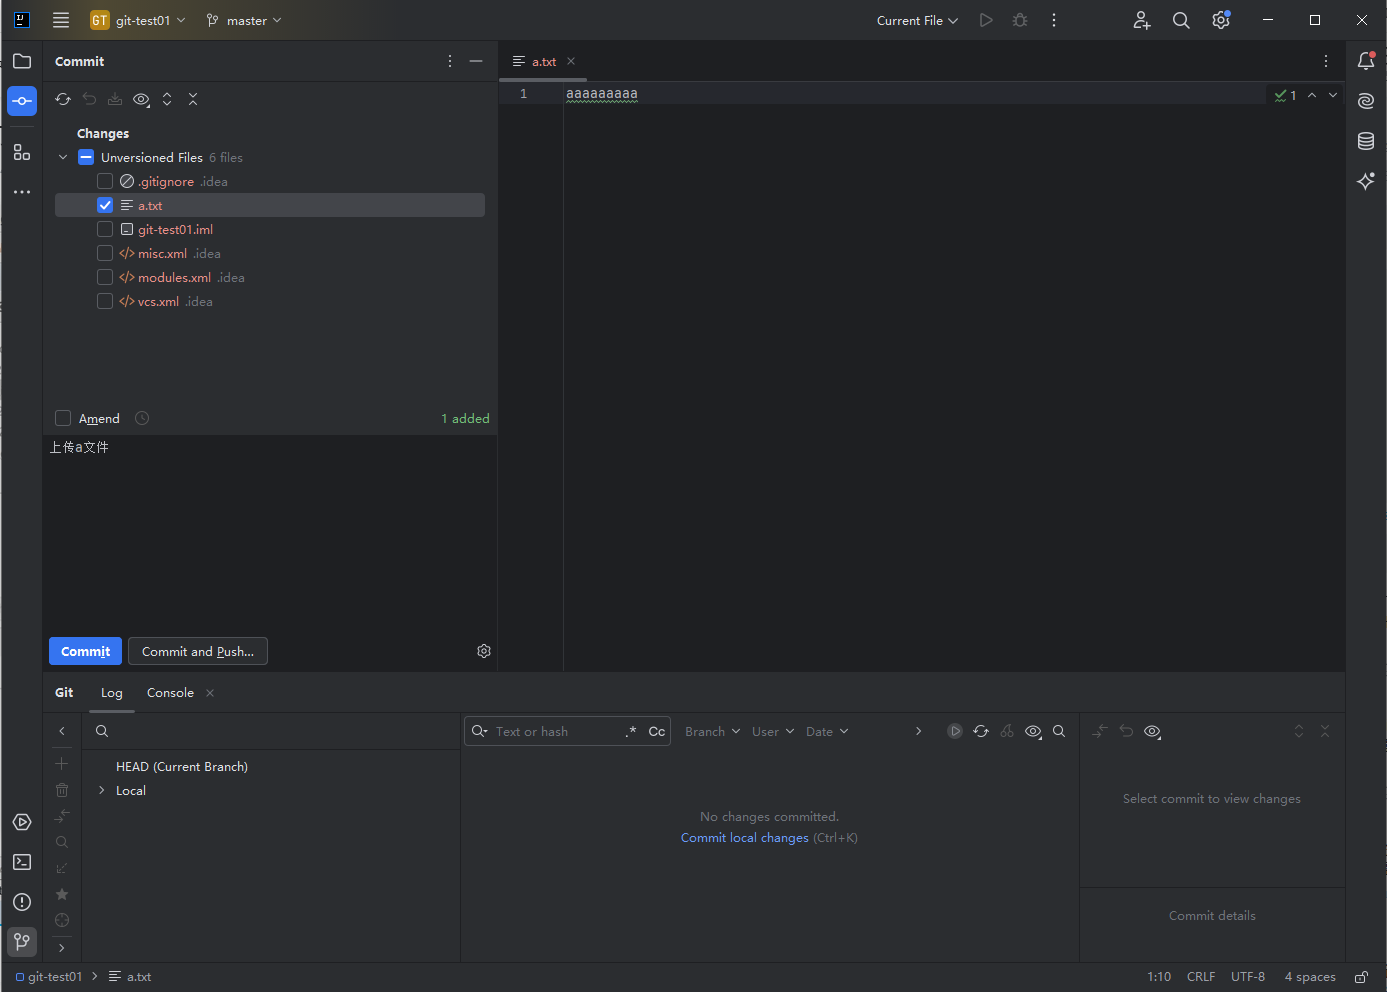 GT git-test01 master Current File
Commit
a.txt
1 aaaaaaaaa 1
Changes
Unversioned Files 6 files
.gitignore .idea
a.txt
git-test01.iml
misc.xml .idea
modules.xml .idea
vcs.xml .idea
Amend 1 added
上传a文件
Commit Commit and Push...
Git Log Console
Text or hash .* Cc Branch User Date
HEAD (Current Branch)
Local
Select commit to view changes
No changes committed.
Commit local changes (Ctrl+K)
Commit details
git-test01 a.txt 1:10 CRLF UTF-8 4 spaces